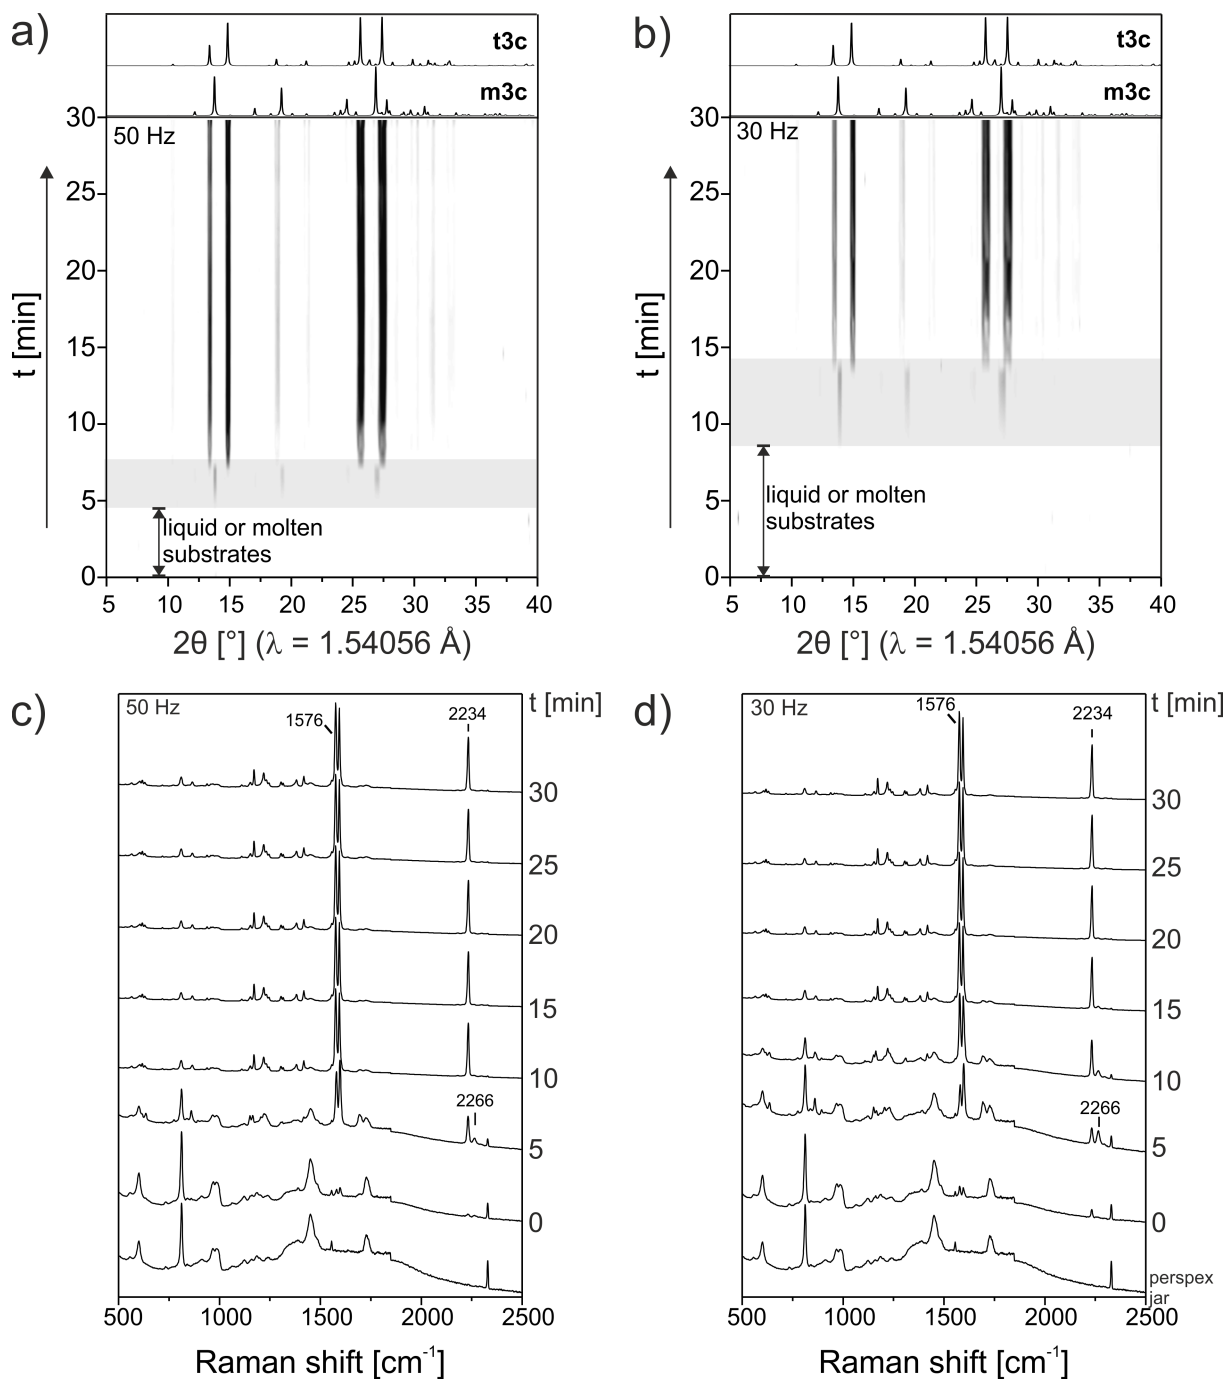 a)
t3c
m3c
50 Hz
30
25
20
15
10
5
0
t [min]
liquid or molten
substrates
5 10 15 20 25 30 35 40
2θ [°] (λ = 1.54056 Å)
b)
t3c
m3c
30 Hz
30
25
20
15
10
5
0
t [min]
liquid or molten
substrates
5 10 15 20 25 30 35 40
2θ [°] (λ = 1.54056 Å)
c)
50 Hz
t [min]
1576
2234
30
25
20
15
10
2266
5
0
500 1000 1500 2000 2500
Raman shift [cm-1]
d)
30 Hz
t [min]
1576
2234
30
25
20
15
10
2266
5
0
perspex
jar
500 1000 1500 2000 2500
Raman shift [cm-1]